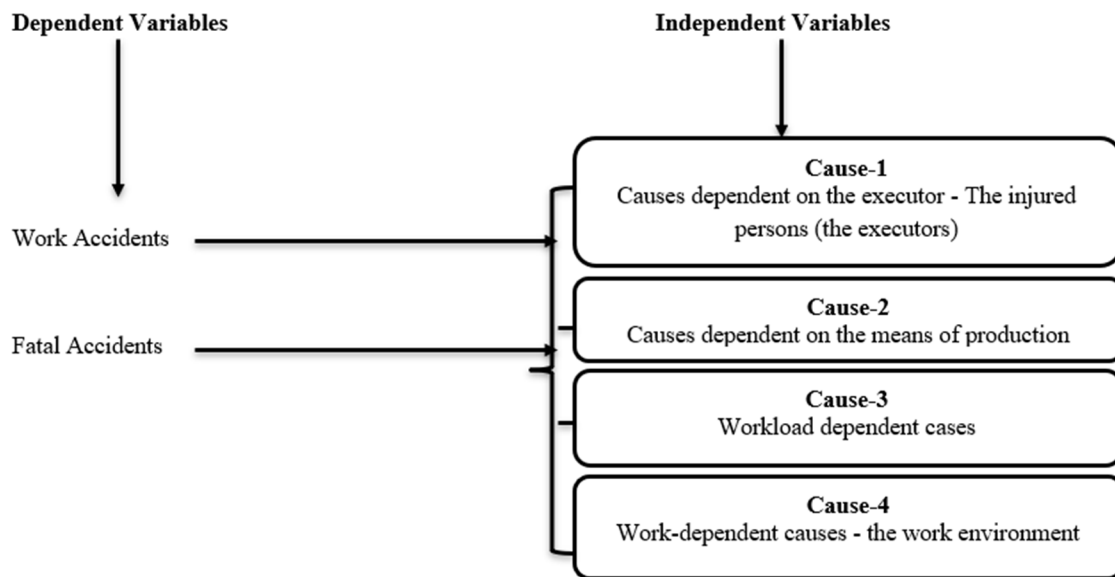 Dependent Variables
Independent Variables
Work Accidents
Fatal Accidents
Cause-1
Causes dependent on the executor - The injured
persons (the executors)
Cause-2
Causes dependent on the means of production
Cause-3
Workload dependent cases
Cause-4
Work-dependent causes - the work environment